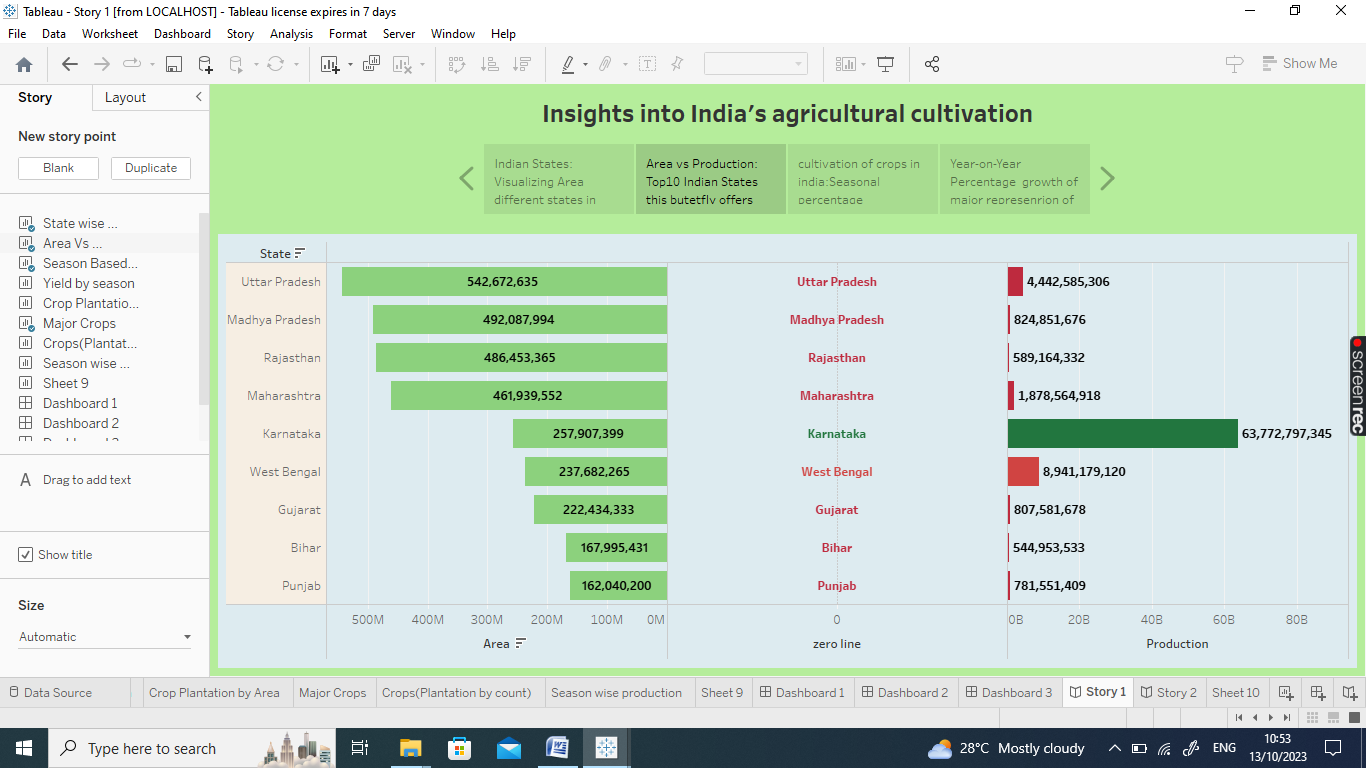 Tableau - Story 1 [from LOCALHOST] - Tableau license expires in 7 days
File Data Worksheet Dashboard Story Analysis Format Server Window Help
Show Me
Story Layout
New story point
Blank Duplicate
State wise ...
Area Vs ...
Season Based...
Yield by season
Crop Plantatio...
Major Crops
Crops(Plantat...
Season wise ...
Sheet 9
Dashboard 1
Dashboard 2
A Drag to add text
Show title
Size
Automatic
Insights into India's agricultural cultivation
Indian States:
Visualizing Area
different states in
Area vs Production:
Top10 Indian States
this butetfly offers
cultivation of crops in
india:Seasonal
percentage
Year-on-Year
Percentage growth of
major represenrion of
State
Uttar Pradesh 542,672,635 Uttar Pradesh 4,442,585,306
Madhya Pradesh 492,087,994 Madhya Pradesh 824,851,676
Rajasthan 486,453,365 Rajasthan 589,164,332
Maharashtra 461,939,552 Maharashtra 1,878,564,918
Karnataka 257,907,399 Karnataka 63,772,797,345
West Bengal 237,682,265 West Bengal 8,941,179,120
Gujarat 222,434,333 Gujarat 807,581,678
Bihar 167,995,431 Bihar 544,953,533
Punjab 162,040,200 Punjab 781,551,409
500M 400M 300M 200M 100M 0M 0 0B 20B 40B 60B 80B
Area zero line Production
screenrec
Data Source Crop Plantation by Area Major Crops Crops(Plantation by count) Season wise production Sheet 9 Dashboard 1 Dashboard 2 Dashboard 3 Story 1 Story 2 Sheet 10
Type here to search
28°C Mostly cloudy ENG
10:53
13/10/2023